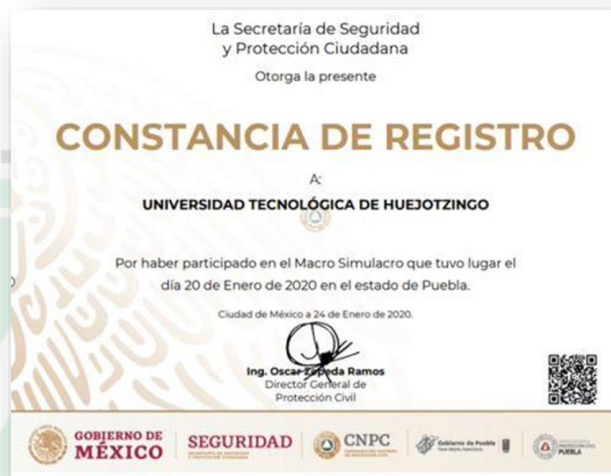 La Secretaría de Seguridad
y Protección Ciudadana
Otorga la presente
CONSTANCIA DE REGISTRO
A:
UNIVERSIDAD TECNOLÓGICA DE HUEJOTZINGO
Por haber participado en el Macro Simulacro que tuvo lugar el
día 20 de Enero de 2020 en el estado de Puebla.
Ciudad de México a 24 de Enero de 2020.
Ing. Oscar Zepeda Ramos
Director General de
Protección Civil
GOBIERNO DE
MÉXICO
SEGURIDAD
CNPC
Gobierno de Puebla
PUEBLA